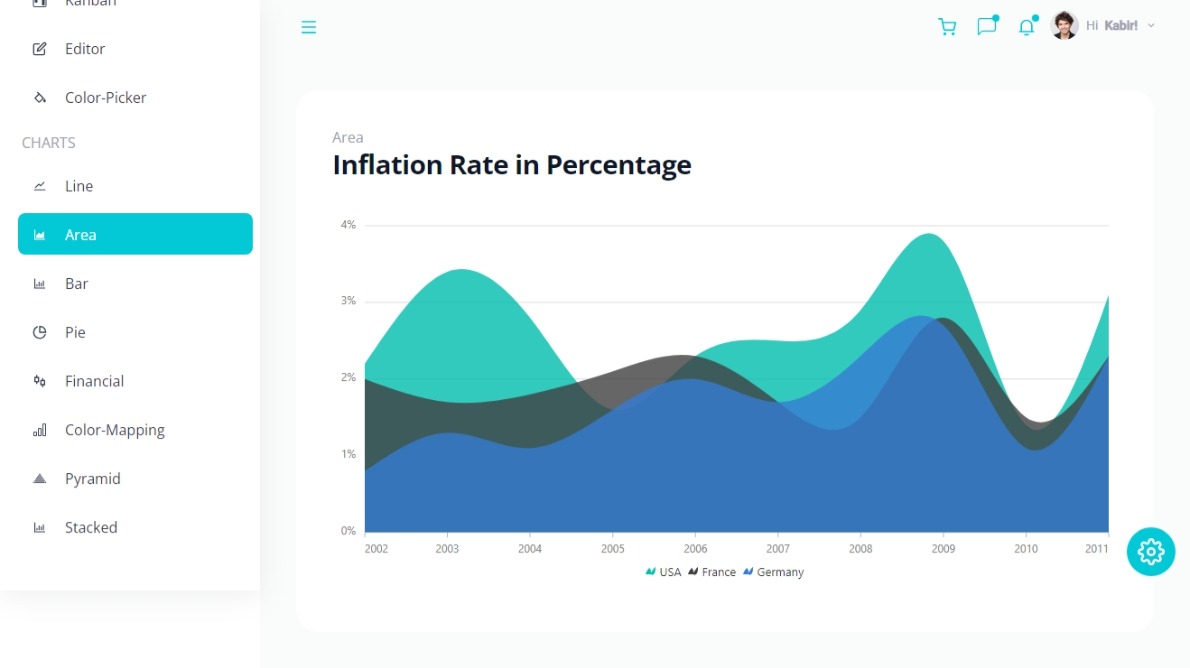 Kanban
Editor
Color-Picker
CHARTS
Line
Area
Bar
Pie
Financial
Color-Mapping
Pyramid
Stacked
Hi Kabir!
Area
Inflation Rate in Percentage
4%
3%
2%
1%
0%
2002 2003 2004 2005 2006 2007 2008 2009 2010 2011
USA France Germany